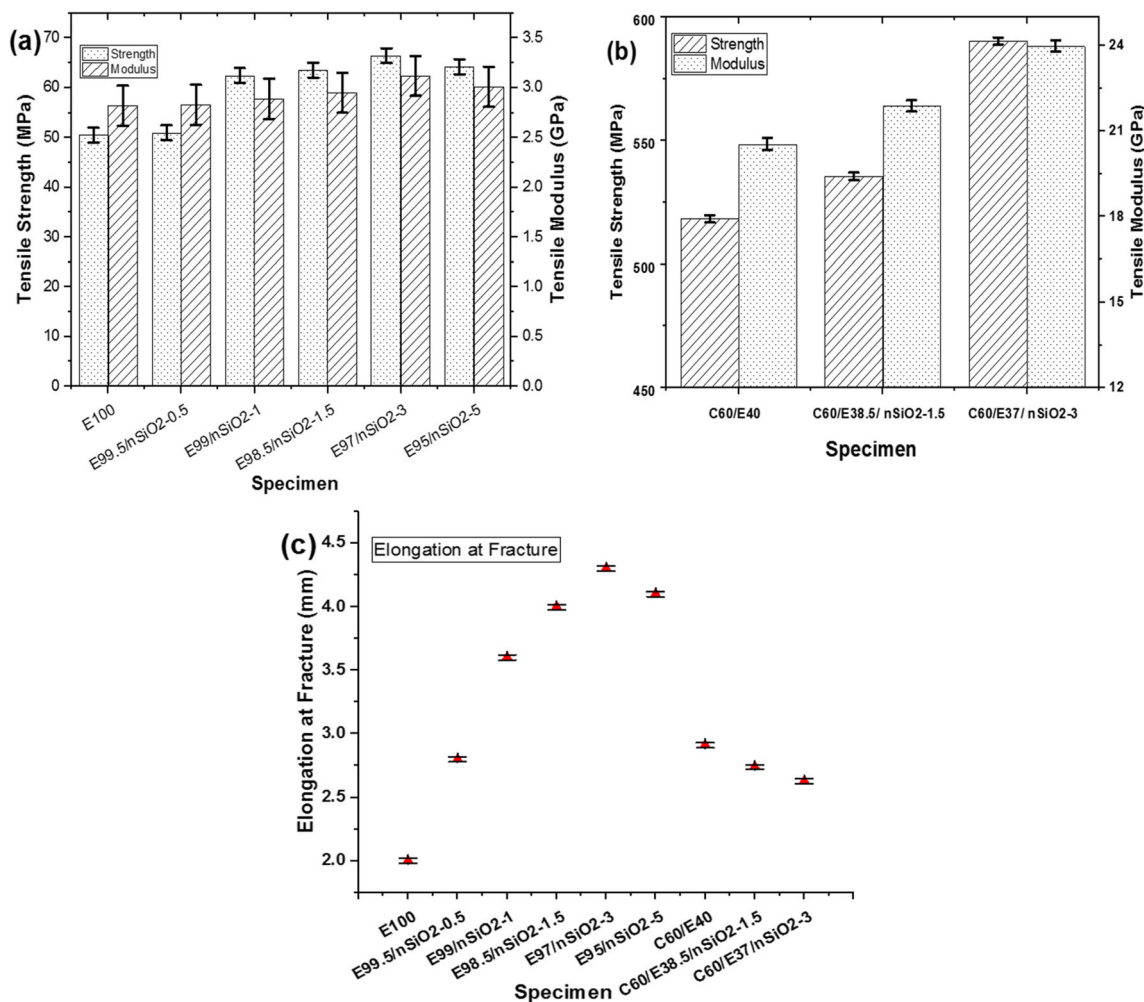 (a)
Strength
Modulus
Tensile Strength (MPa)
70
60
50
40
30
20
10
0
3.5
3.0
2.5
2.0
1.5
1.0
0.5
0.0
Tensile Modulus (GPa)
E100
E99.5/nSiO2-0.5
E99/nSiO2-1
E98.5/nSiO2-1.5
E97/nSiO2-3
E95/nSiO2-5
Specimen
(b)
Strength
Modulus
Tensile Strength (MPa)
600
550
500
450
24
21
18
15
12
Tensile Modulus (GPa)
C60/E40
C60/E38.5/ nSiO2-1.5
C60/E37/ nSiO2-3
Specimen
(c)
Elongation at Fracture
Elongation at Fracture (mm)
4.5
4.0
3.5
3.0
2.5
2.0
E100
E99.5/nSiO2-0.5
E99/nSiO2-1
E98.5/nSiO2-1.5
E97/nSiO2-3
E95/nSiO2-5
C60/E40
C60/E38.5/nSiO2-1.5
C60/E37/nSiO2-3
Specimen